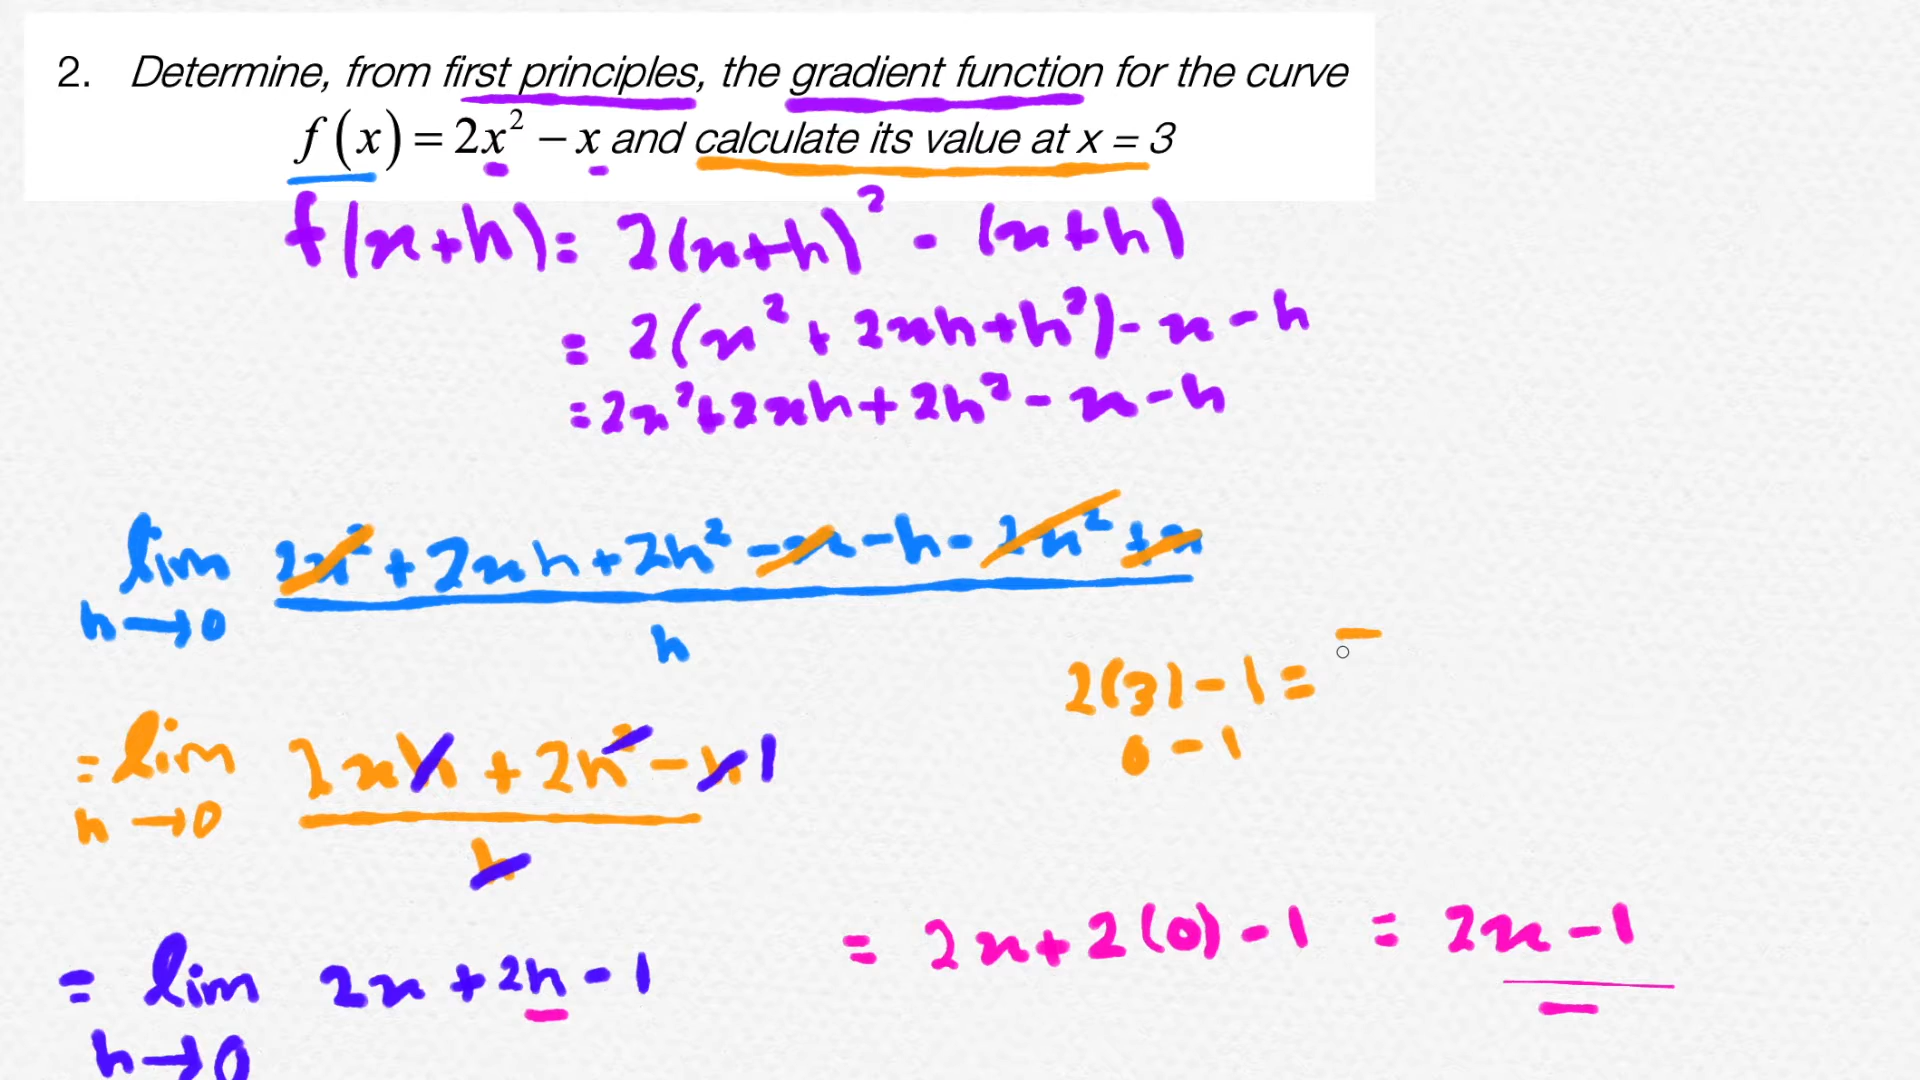 2. Determine, from first principles, the gradient function for the curve
f(x) = 2x² – x and calculate its value at x = 3
f(x+h) = 2(x+h)² - (x+h)
= 2(x² + 2xh + h²) - x - h
= 2x² + 2xh + 2h² - x - h
lim h→0 2x² + 2xh + 2h² - x - h - 2x² + x
h
2(3) - 1 =
6 - 1
= lim h→0 2xh + 2h² - h 1
h
= lim h→0 2x + 2h - 1
= 2x + 2(0) - 1 = 2x - 1